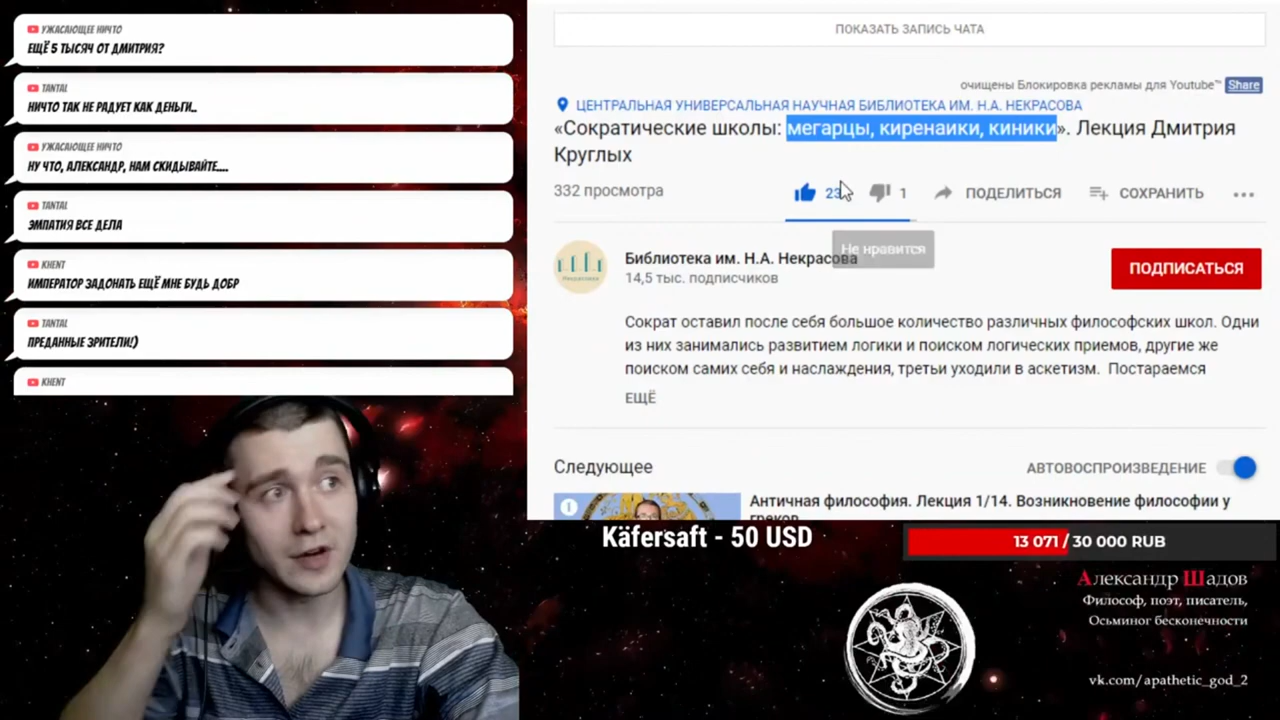 УЖАСАЮЩЕЕ НИЧТО
ЕЩЁ 5 ТЫСЯЧ ОТ ДМИТРИЯ?
TANTAL
НИЧТО ТАК НЕ РАДУЕТ КАК ДЕНЬГИ..
УЖАСАЮЩЕЕ НИЧТО
НУ ЧТО, АЛЕКСАНДР, НАМ СКИДЫВАЙТЕ....
TANTAL
ЭМПАТИЯ ВСЕ ДЕЛА
KHENT
ИМПЕРАТОР ЗАДОНАТЬ ЕЩЁ МНЕ БУДЬ ДОБР
TANTAL
ПРЕДАННЫЕ ЗРИТЕЛИ!)
KHENT
ПОКАЗАТЬ ЗАПИСЬ ЧАТА
очищены Блокировка рекламы для Youtube™ Share
ЦЕНТРАЛЬНАЯ УНИВЕРСАЛЬНАЯ НАУЧНАЯ БИБЛИОТЕКА ИМ. Н.А. НЕКРАСОВА
«Сократические школы: мегарцы, киренаики, киники». Лекция Дмитрия
Круглых
332 просмотра
23
1
ПОДЕЛИТЬСЯ
СОХРАНИТЬ
Не нравится
Библиотека им. Н.А. Некрасова
14,5 тыс. подписчиков
ПОДПИСАТЬСЯ
Сократ оставил после себя большое количество различных философских школ. Одни
из них занимались развитием логики и поиском логических приемов, другие же
поиском самих себя и наслаждения, третьи уходили в аскетизм. Постараемся
ЕЩЁ
Следующее
АВТОВОСПРОИЗВЕДЕНИЕ
Античная философия. Лекция 1/14. Возникновение философии у
греков
Käfersaft - 50 USD
13 071 / 30 000 RUB
Александр Шадов
Философ, поэт, писатель,
Осьминог бесконечности
vk.com/apathetic_god_2